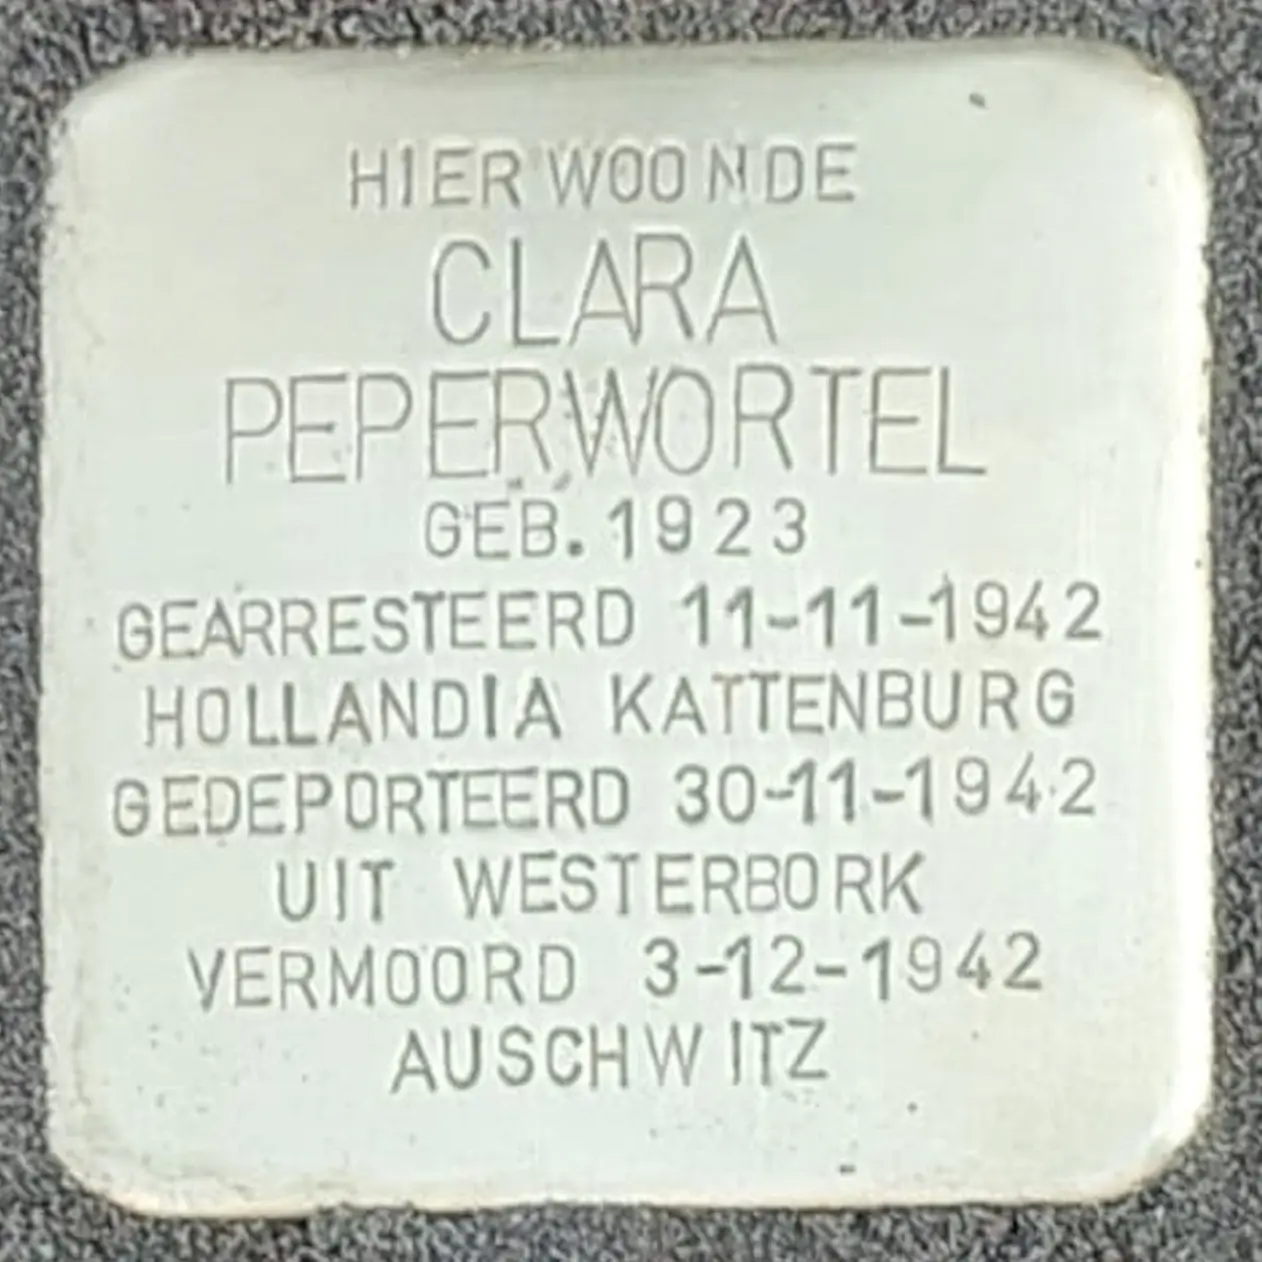 HIER WOONDE
CLARA
PEPERWORTEL
GEB. 1923
GEARRESTEERD 11-11-1942
HOLLANDIA KATTENBURG
GEDEPORTEERD 30-11-1942
UIT WESTERBORK
VERMOORD 3-12-1942
AUSCHWITZ